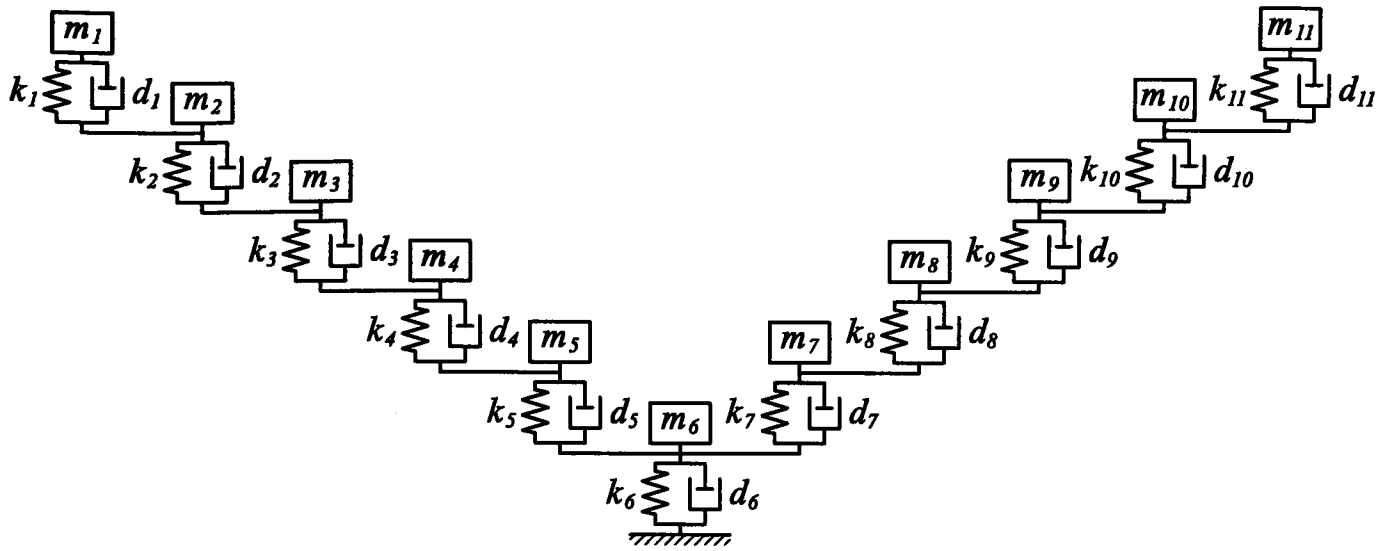 m₁
m₁₁
k₁ d₁ m₂
m₁₀ k₁₁ d₁₁
k₂ d₂ m₃
m₉ k₁₀ d₁₀
k₃ d₃ m₄
m₈ k₉ d₉
k₄ d₄ m₅
m₇ k₈ d₈
k₅ d₅ m₆ k₇ d₇
k₆ d₆